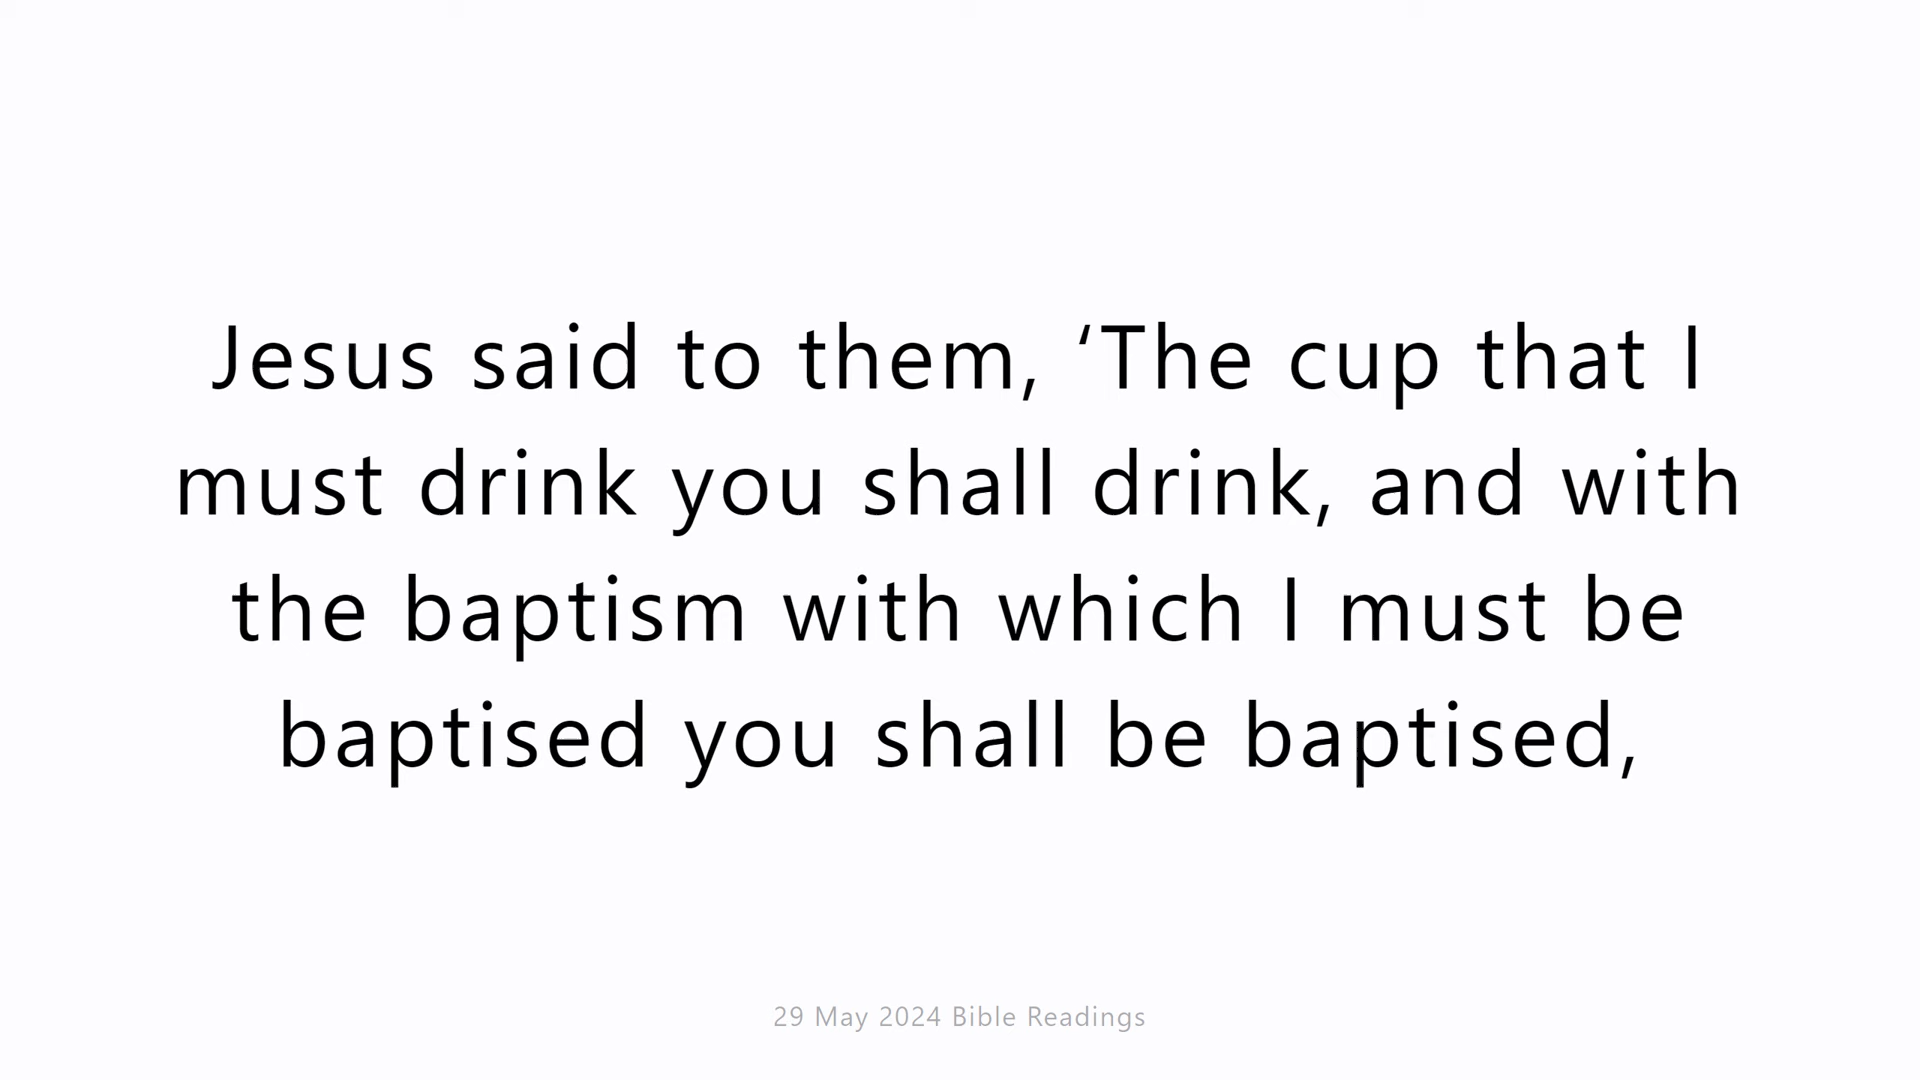 Jesus said to them, ‘The cup that I
must drink you shall drink, and with
the baptism with which I must be
baptised you shall be baptised,
29 May 2024 Bible Readings